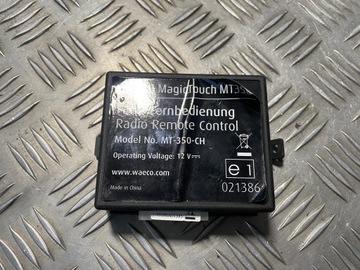 MagicTouch MT35
Funkfernbedienung
Radio Remote Control
Model No. MT-350-CH
Operating Voltage: 12 V
www.waeco.com
e1
Made in China
021386